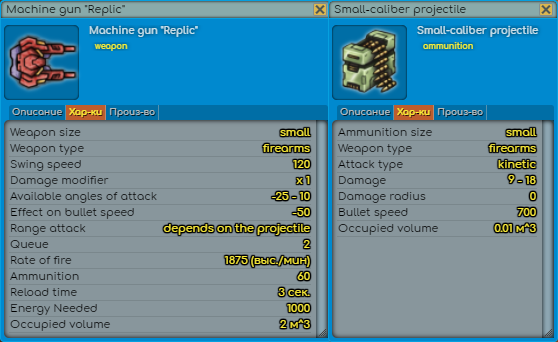 Machine gun "Replic"
Machine gun "Replic"
weapon
Описание Хар-ки Произ-во
Weapon size small
Weapon type firearms
Swing speed 120
Damage modifier x 1
Available angles of attack -25 - 10
Effect on bullet speed -50
Range attack depends on the projectile
Queue 2
Rate of fire 1875 (выс./мин)
Ammunition 60
Reload time 3 сек.
Energy Needed 1000
Occupied volume 2 м^3
Small-caliber projectile
Small-caliber projectile
ammunition
Описание Хар-ки Произ-во
Ammunition size small
Weapon type firearms
Attack type kinetic
Damage 9 - 18
Damage radius 0
Bullet speed 700
Occupied volume 0.01 м^3